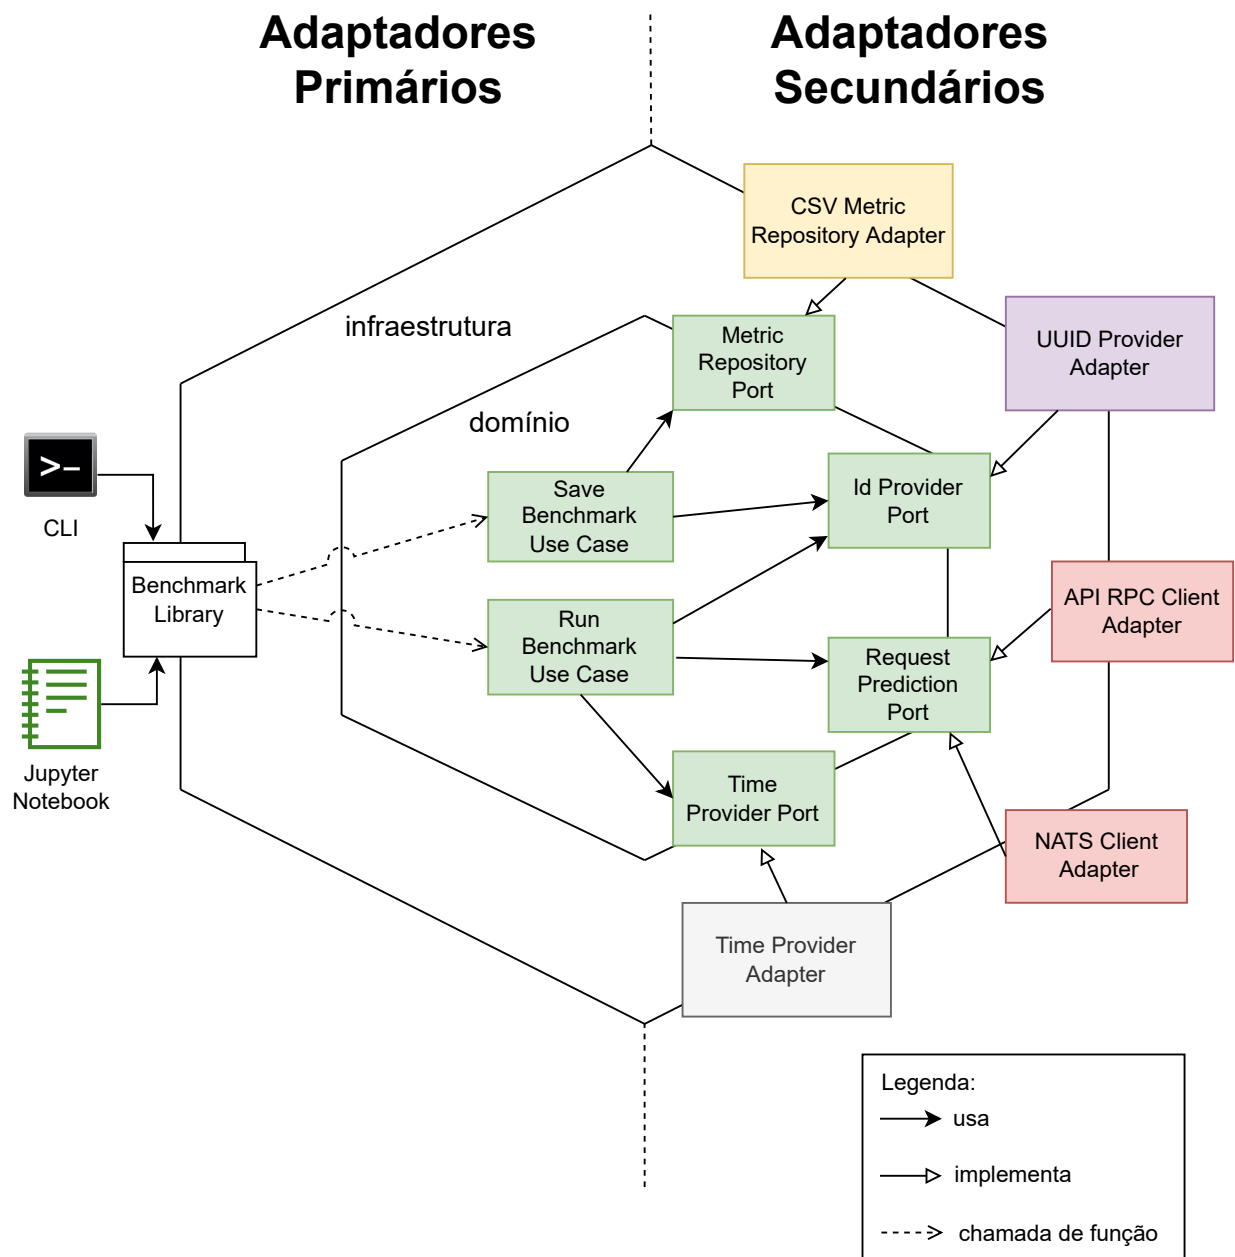 Adaptadores
Primários
Adaptadores
Secundários
CSV Metric
Repository Adapter
infraestrutura
UUID Provider
Adapter
Metric
Repository
Port
domínio
>-
CLI
Save
Benchmark
Use Case
Id Provider
Port
Benchmark
Library
Run
Benchmark
Use Case
API RPC Client
Adapter
Request
Prediction
Port
Jupyter
Notebook
Time
Provider Port
NATS Client
Adapter
Time Provider
Adapter
Legenda:
usa
implementa
chamada de função